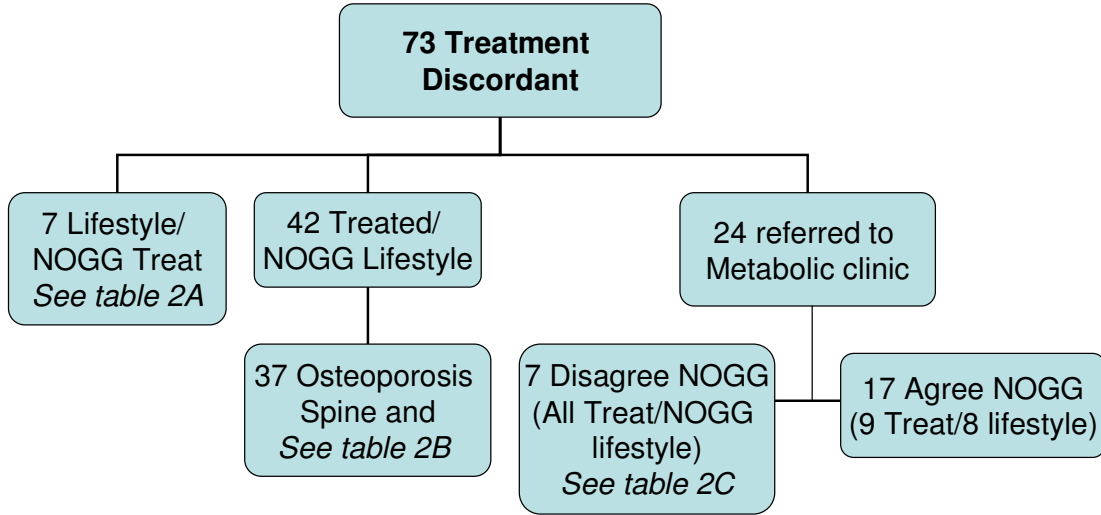 73 Treatment
Discordant
7 Lifestyle/
NOGG Treat
See table 2A
42 Treated/
NOGG Lifestyle
24 referred to
Metabolic clinic
37 Osteoporosis
Spine and
See table 2B
7 Disagree NOGG
(All Treat/NOGG
lifestyle)
See table 2C
17 Agree NOGG
(9 Treat/8 lifestyle)